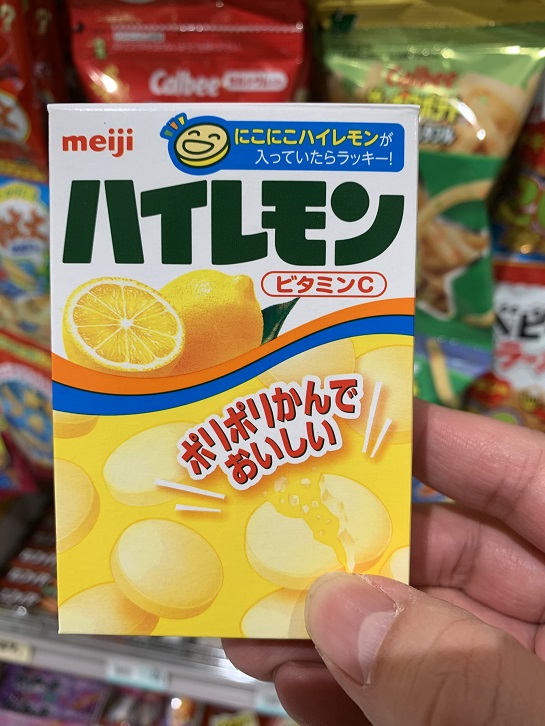 Calbee
Calbee
meiji
にこにこハイレモンが
入っていたらラッキー!
ハイレモン
ビタミンC
ポリポリかんで
おいしい